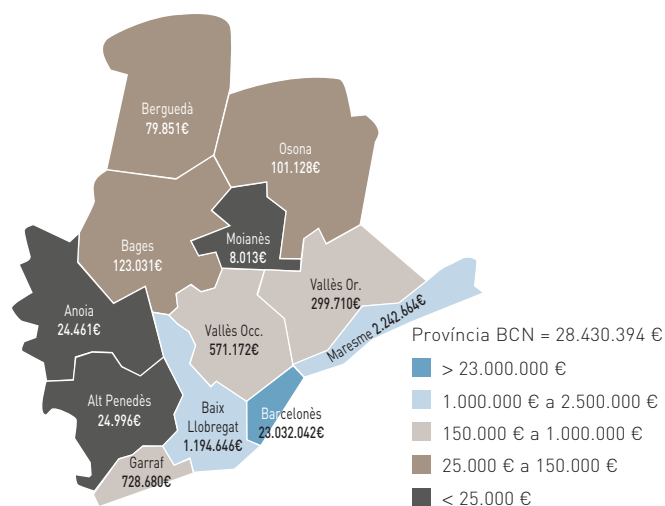 Berguedà
79.851€
Osona
101.128€
Moianès
8.013€
Bages
123.031€
Vallès Or.
299.710€
Anoia
24.461€
Vallès Occ.
571.172€
Maresme 2.242.664€
Alt Penedès
24.996€
Baix
Llobregat
1.194.646€
Barcelonès
23.032.042€
Garraf
728.680€
Província BCN = 28.430.394 €
> 23.000.000 €
1.000.000 € a 2.500.000 €
150.000 € a 1.000.000 €
25.000 € a 150.000 €
< 25.000 €